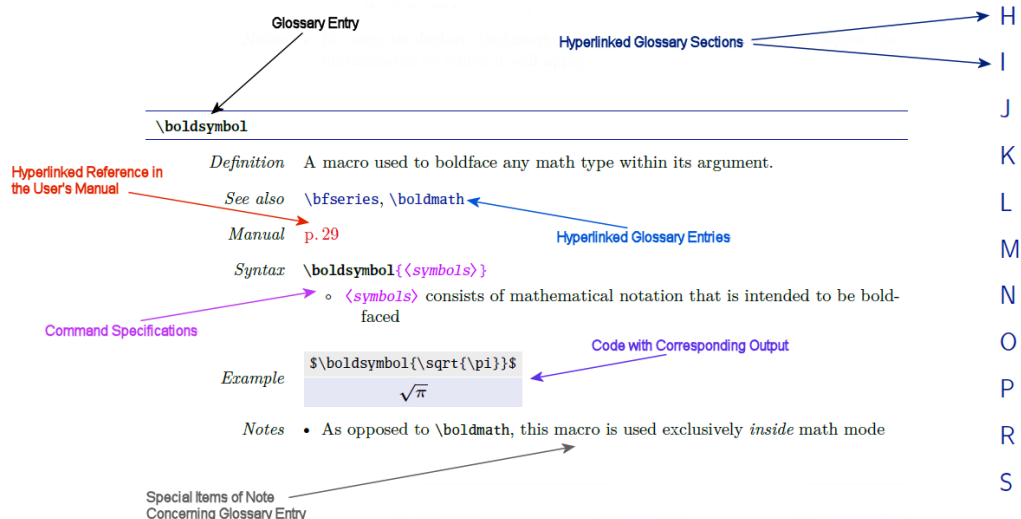 Glossary Entry
Hyperlinked Glossary Sections
H
I
J
K
L
M
N
O
P
R
S
\boldsymbol
Definition A macro used to boldface any math type within its argument.
Hyperlinked Reference in
the User's Manual
See also \bfseries, \boldmath
Manual p. 29
Hyperlinked Glossary Entries
Syntax \boldsymbol{⟨symbols⟩}
∘ ⟨symbols⟩ consists of mathematical notation that is intended to be bold-
faced
Command Specifications
Code with Corresponding Output
$\boldsymbol{\sqrt{\pi}}$
Example
√π
Notes • As opposed to \boldmath, this macro is used exclusively inside math mode
Special Items of Note
Concerning Glossary Entry